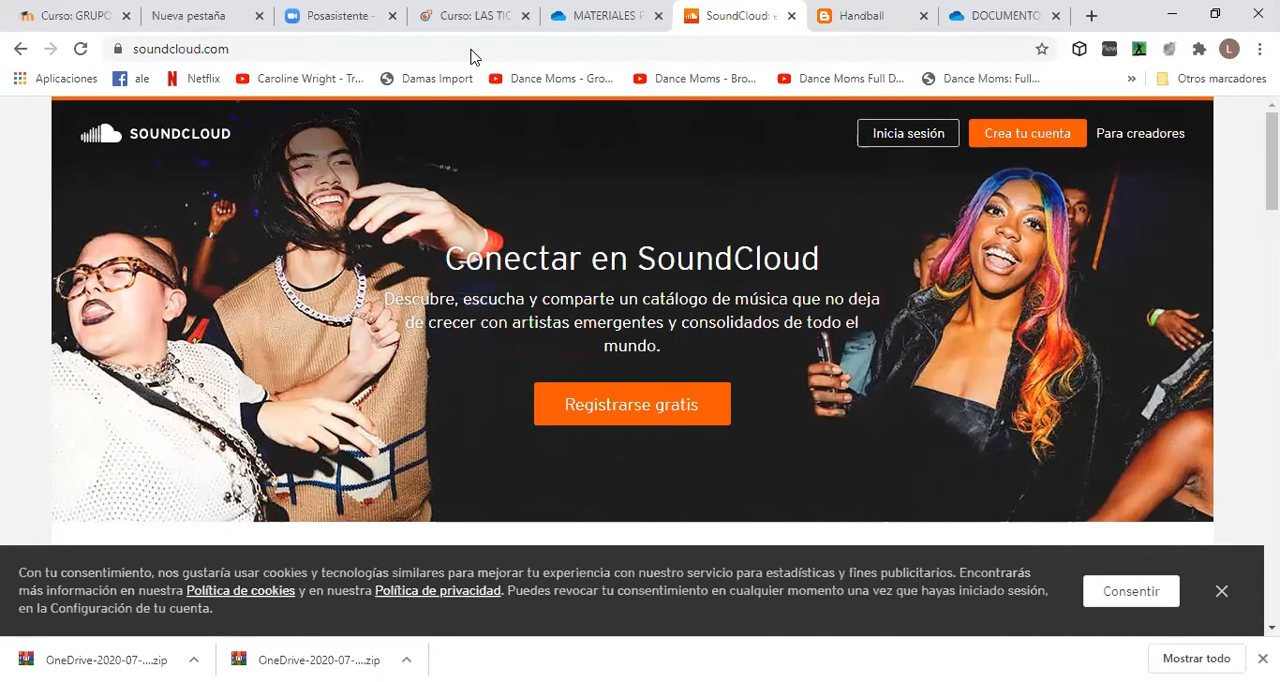 Curso: GRUPO
Nueva pestaña
Posasistente -
Curso: LAS TIC
MATERIALES P
SoundCloud: e
Handball
DOCUMENTO
soundcloud.com
L
Aplicaciones
ale
Netflix
Caroline Wright - Tr...
Damas Import
Dance Moms - Gro...
Dance Moms - Bro...
Dance Moms Full D...
Dance Moms: Full...
»
Otros marcadores
SOUNDCLOUD
Inicia sesión
Crea tu cuenta
Para creadores
Conectar en SoundCloud
Descubre, escucha y comparte un catálogo de música que no deja
de crecer con artistas emergentes y consolidados de todo el
mundo.
Registrarse gratis
Con tu consentimiento, nos gustaría usar cookies y tecnologías similares para mejorar tu experiencia con nuestro servicio para estadísticas y fines publicitarios. Encontrarás
más información en nuestra Política de cookies y en nuestra Política de privacidad. Puedes revocar tu consentimiento en cualquier momento una vez que hayas iniciado sesión,
en la Configuración de tu cuenta.
Consentir
OneDrive-2020-07-....zip
OneDrive-2020-07-....zip
Mostrar todo